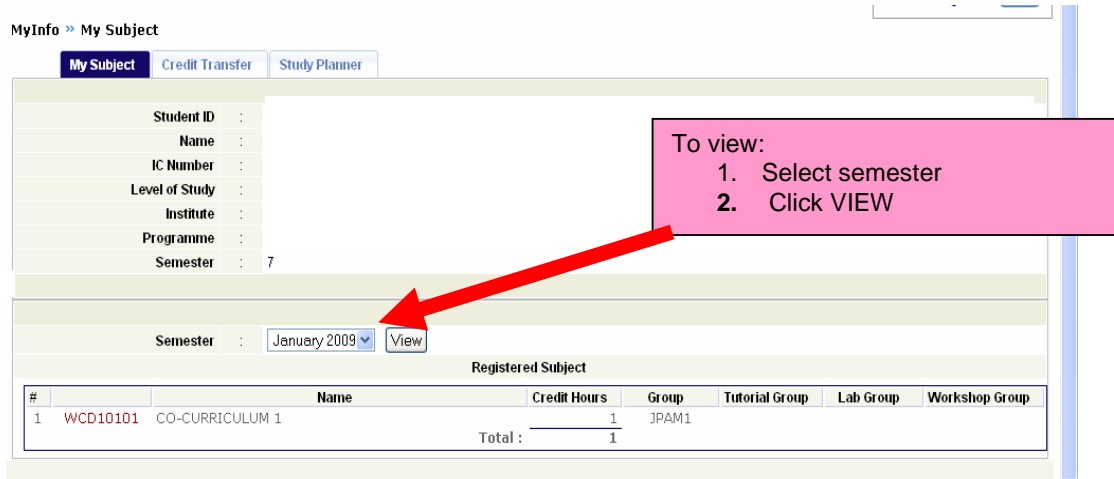 MyInfo » My Subject
My Subject Credit Transfer Study Planner
Student ID :
Name :
IC Number :
Level of Study :
Institute :
Programme :
Semester : 7
To view:
1. Select semester
2. Click VIEW
Semester : January 2009 View
Registered Subject
# Name Credit Hours Group Tutorial Group Lab Group Workshop Group
1 WCD10101 CO-CURRICULUM 1 1 JPAM1
Total : 1